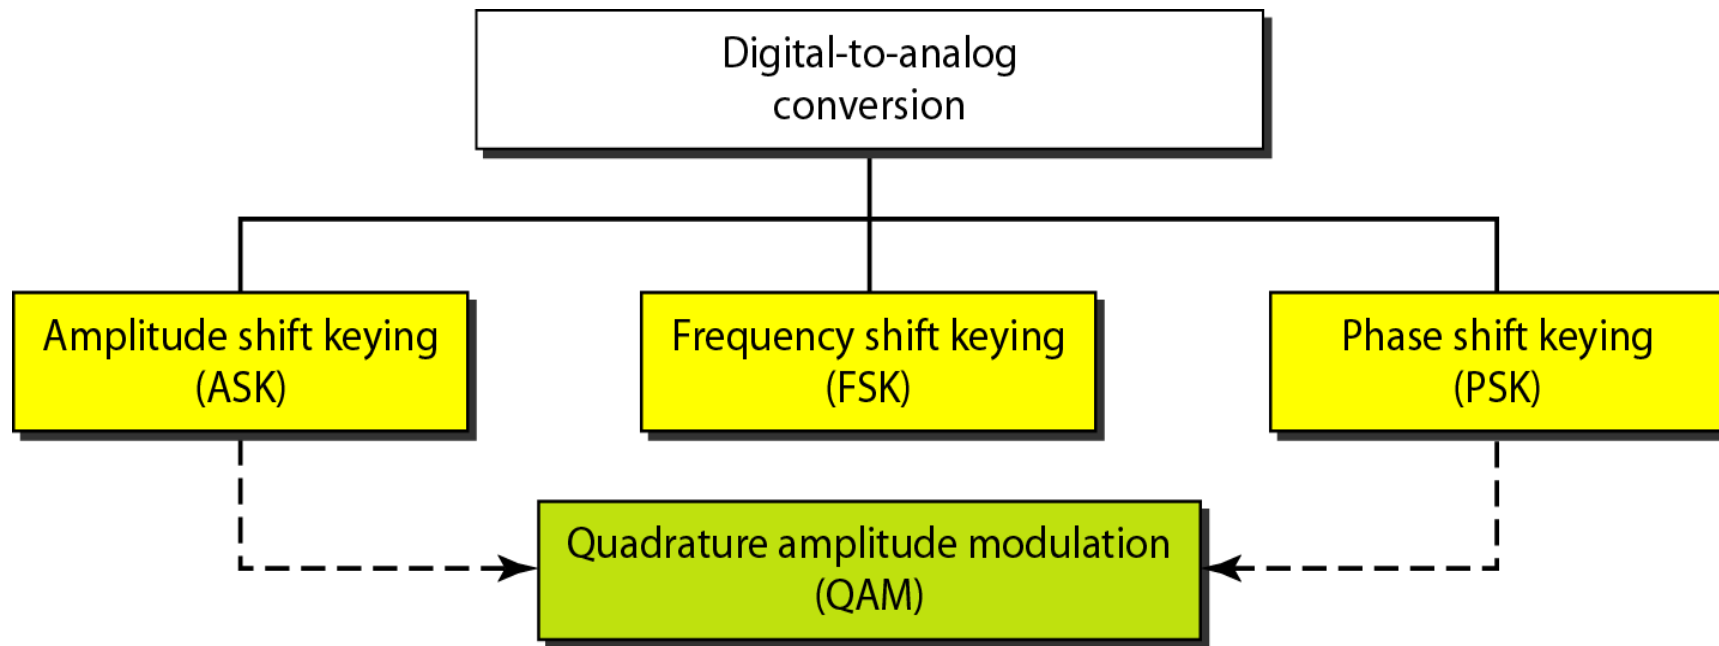 Digital-to-analog
conversion
Amplitude shift keying
(ASK)
Frequency shift keying
(FSK)
Phase shift keying
(PSK)
Quadrature amplitude modulation
(QAM)